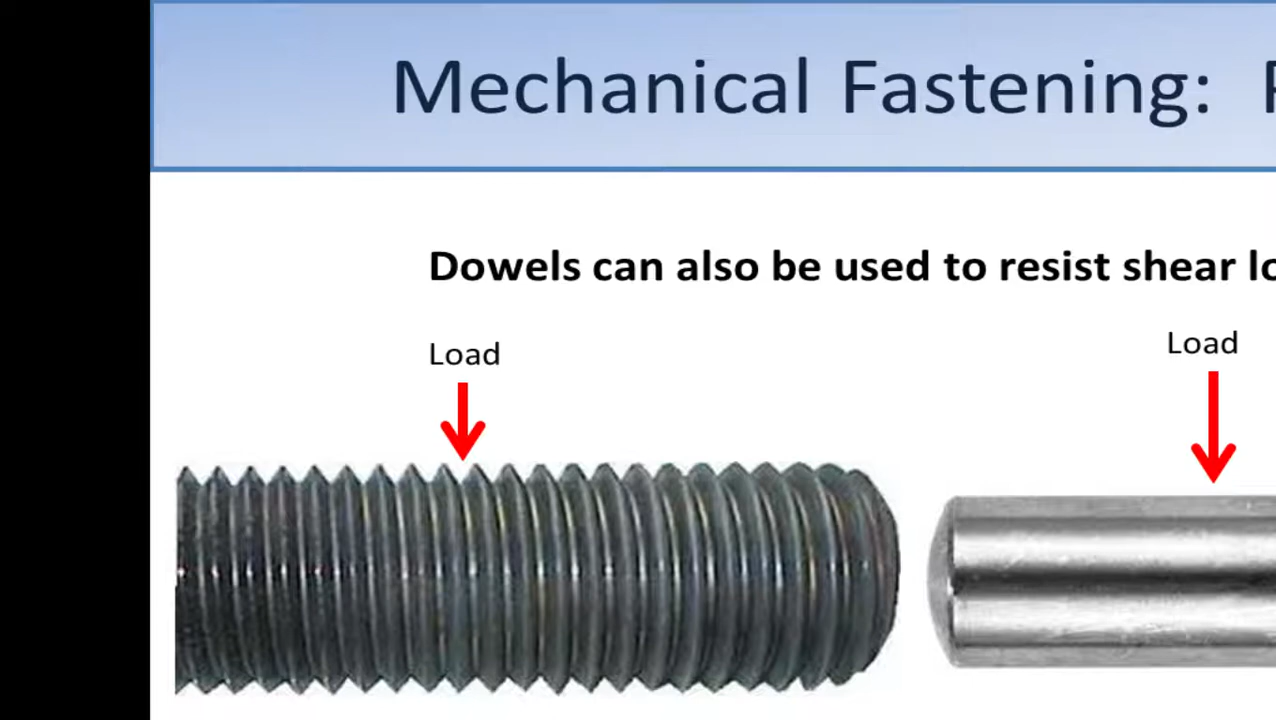 Mechanical Fastening:
Dowels can also be used to resist shear
Load
Load